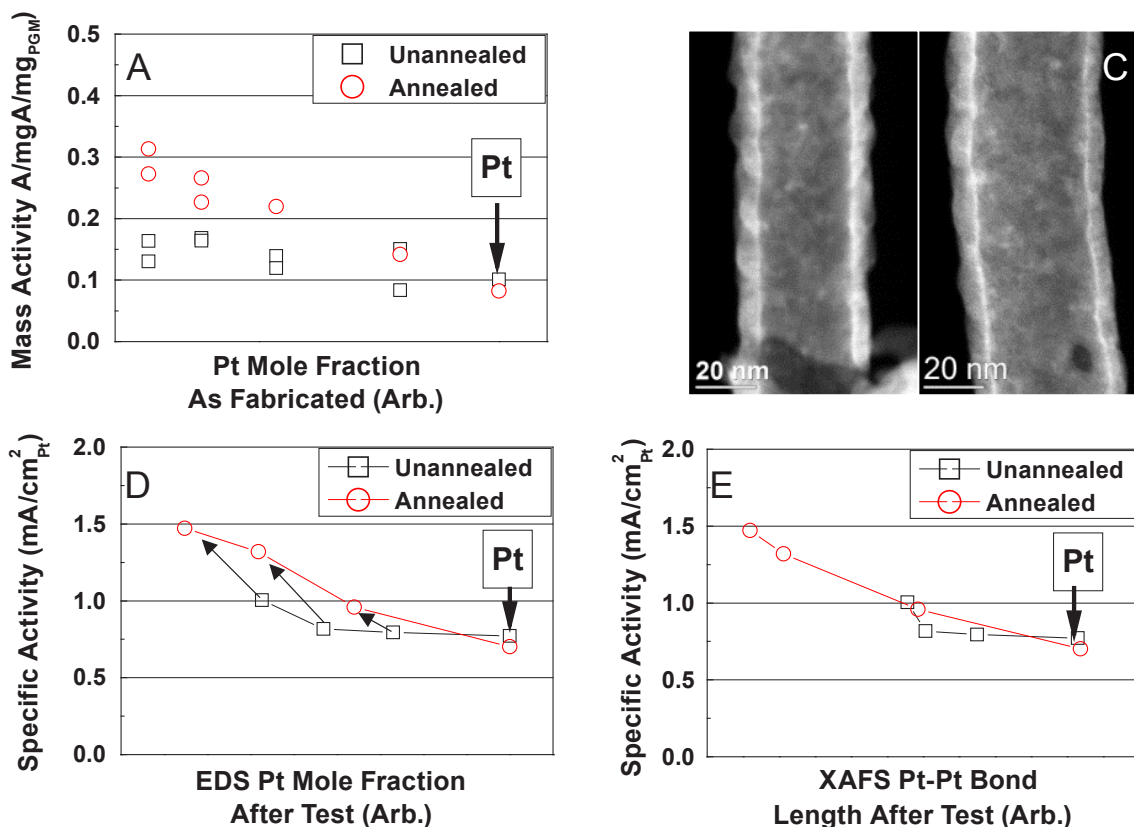 A
Mass Activity A/mgA/mg_PGM
0.5
0.4
0.3
0.2
0.1
0.0
Unannealed
Annealed
Pt
Pt Mole Fraction
As Fabricated (Arb.)
C
20 nm
20 nm
D
Specific Activity (mA/cm²_Pt)
2.0
1.5
1.0
0.5
0.0
Unannealed
Annealed
Pt
EDS Pt Mole Fraction
After Test (Arb.)
E
Specific Activity (mA/cm²_Pt)
2.0
1.5
1.0
0.5
0.0
Unannealed
Annealed
Pt
XAFS Pt-Pt Bond
Length After Test (Arb.)